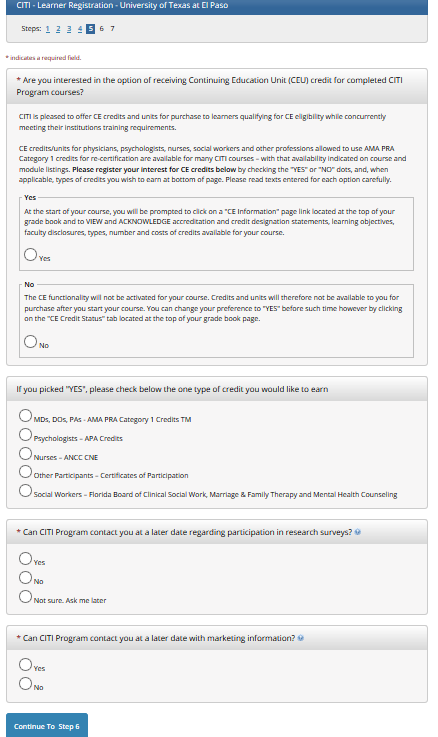 CITI - Learner Registration - University of Texas at El Paso
Steps: 1 2 3 4 5 6 7
* indicates a required field.
* Are you interested in the option of receiving Continuing Education Unit (CEU) credit for completed CITI
Program courses?
CITI is pleased to offer CE credits and units for purchase to learners qualifying for CE eligibility while concurrently
meeting their institutions training requirements.
CE credits/units for physicians, psychologists, nurses, social workers and other professions allowed to use AMA PRA
Category 1 credits for re-certification are available for many CITI courses – with that availability indicated on course and
module listings. Please register your interest for CE credits below by checking the "YES" or "NO" dots, and, when
applicable, types of credits you wish to earn at bottom of page. Please read texts entered for each option carefully.
Yes
At the start of your course, you will be prompted to click on a "CE Information" page link located at the top of your
grade book and to VIEW and ACKNOWLEDGE accreditation and credit designation statements, learning objectives,
faculty disclosures, types, number and costs of credits available for your course.
Yes
No
The CE functionality will not be activated for your course. Credits and units will therefore not be available to you for
purchase after you start your course. You can change your preference to "YES" before such time however by clicking
on the "CE Credit Status" tab located at the top of your grade book page.
No
If you picked "YES", please check below the one type of credit you would like to earn
MDs, DOs, PAs - AMA PRA Category 1 Credits TM
Psychologists – APA Credits
Nurses – ANCC CNE
Other Participants – Certificates of Participation
Social Workers – Florida Board of Clinical Social Work, Marriage & Family Therapy and Mental Health Counseling
* Can CITI Program contact you at a later date regarding participation in research surveys?
Yes
No
Not sure. Ask me later
* Can CITI Program contact you at a later date with marketing information?
Yes
No
Continue To Step 6